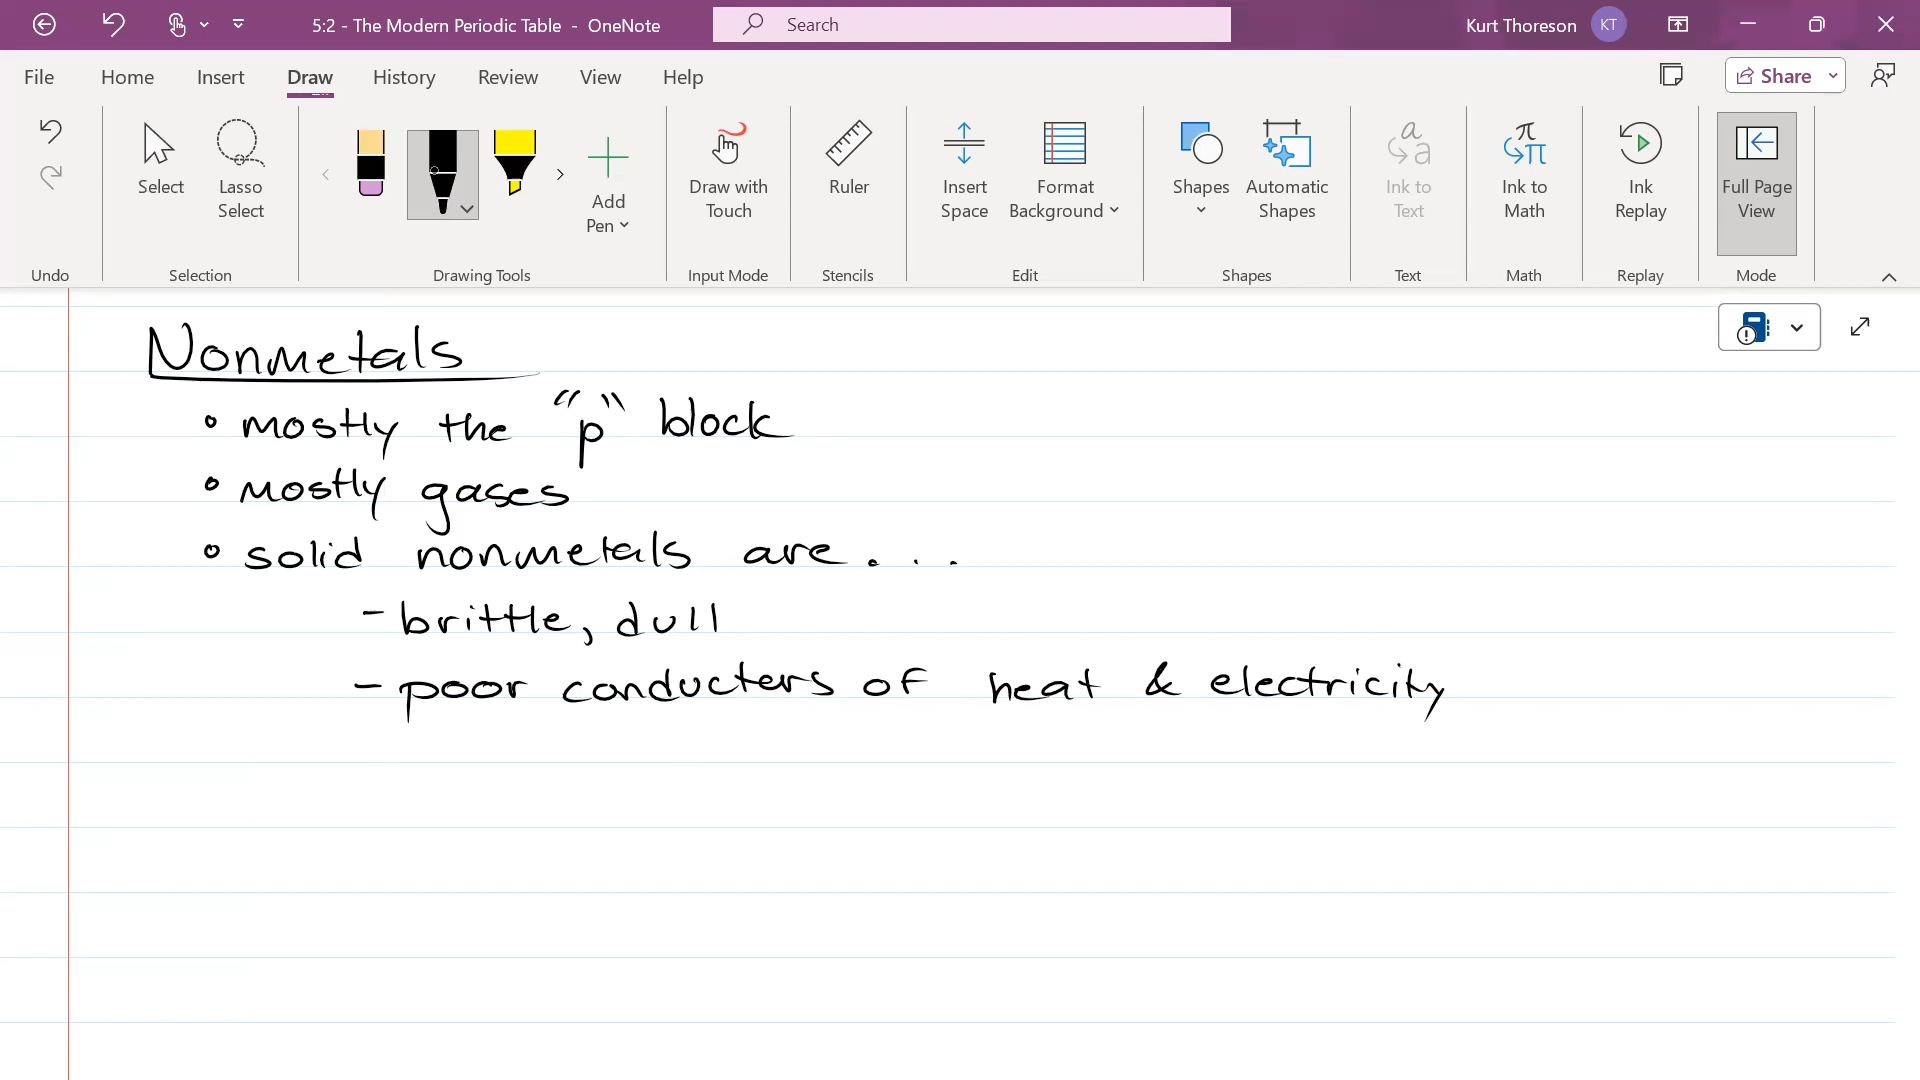 5:2 - The Modern Periodic Table - OneNote
Search
Kurt Thoreson KT
File Home Insert Draw History Review View Help
Share
Select
Lasso Select
Add Pen
Draw with Touch
Ruler
Insert Space
Format Background
Shapes
Automatic Shapes
Ink to Text
Ink to Math
Ink Replay
Full Page View
Undo Selection Drawing Tools Input Mode Stencils Edit Shapes Text Math Replay Mode
Nonmetals
• mostly the "p" block
• mostly gases
• solid nonmetals are...
- brittle, dull
- poor conducters of heat & electricity